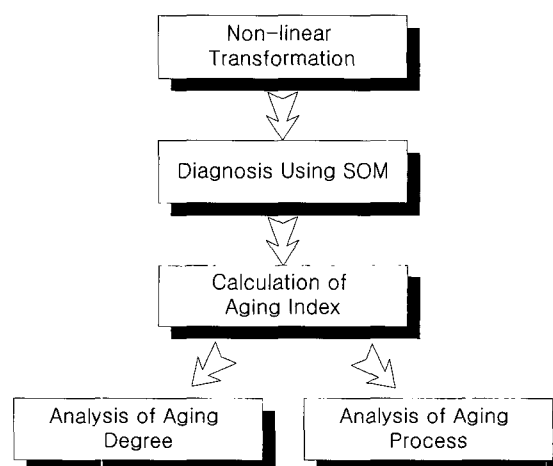 Non-linear
Transformation
Diagnosis Using SOM
Calculation of
Aging Index
Analysis of Aging
Degree
Analysis of Aging
Process